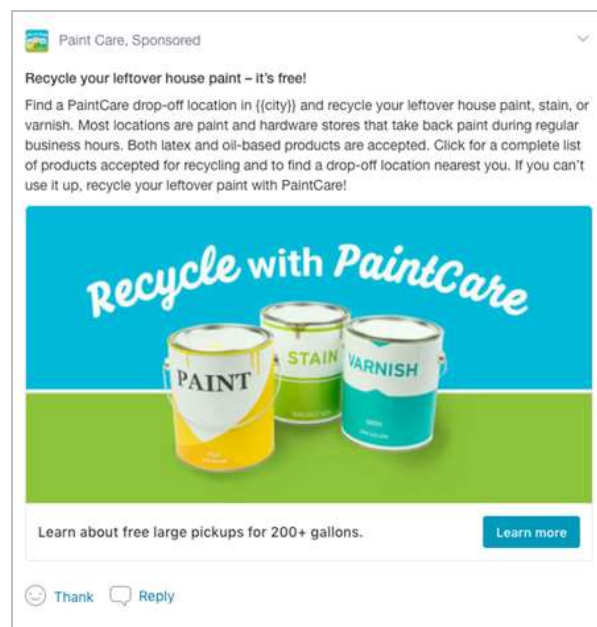 Paint Care, Sponsored
Recycle your leftover house paint – it's free!
Find a PaintCare drop-off location in {{city}} and recycle your leftover house paint, stain, or
varnish. Most locations are paint and hardware stores that take back paint during regular
business hours. Both latex and oil-based products are accepted. Click for a complete list
of products accepted for recycling and to find a drop-off location nearest you. If you can't
use it up, recycle your leftover paint with PaintCare!
Recycle with PaintCare
PAINT
STAIN
VARNISH
Learn about free large pickups for 200+ gallons.
Learn more
Thank
Reply